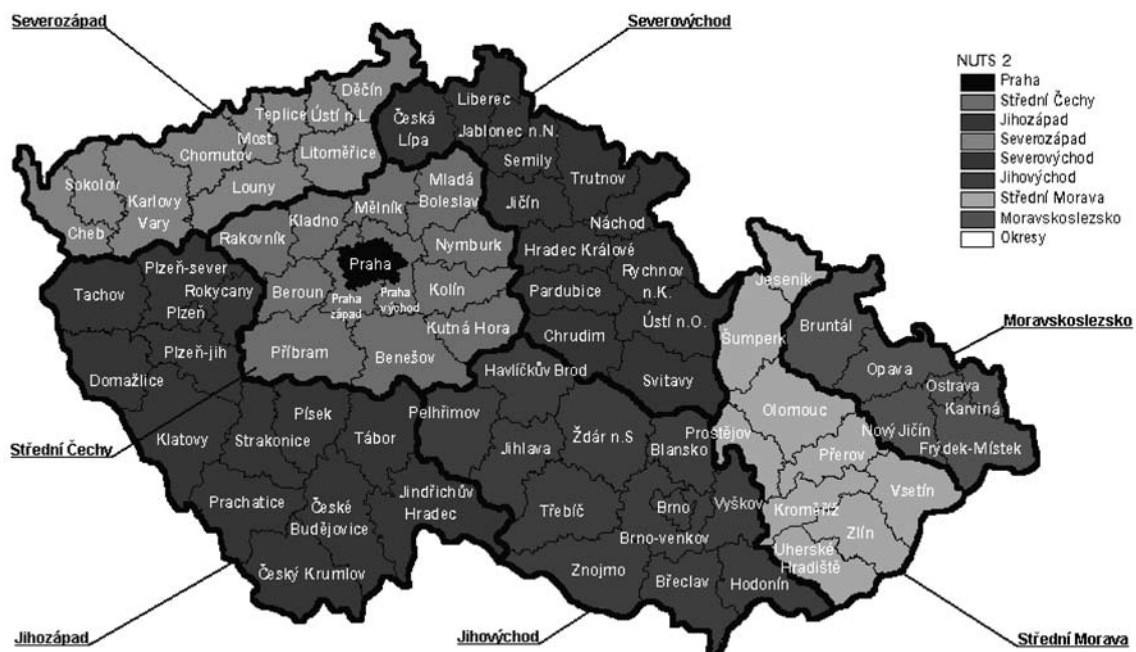 Severozápad
Severovýchod
NUTS 2
Praha
Střední Čechy
Jihozápad
Severozápad
Severovýchod
Jihovýchod
Střední Morava
Moravskoslezsko
Okresy
Děčín
Teplice
Ústí n.L.
Most
Chomutov
Litoměřice
Louny
Sokolov
Karlovy
Vary
Cheb
Česká
Lípa
Liberec
Jablonec n.N.
Semily
Trutnov
Jičín
Náchod
Hradec Králové
Rychnov
n.K.
Pardubice
Ústí n.O.
Chrudim
Svitavy
Mladá
Boleslav
Mělník
Kladno
Rakovník
Nymburk
Praha
Beroun
Praha
západ
Praha
východ
Kolín
Kutná Hora
Příbram
Benešov
Plzeň-sever
Tachov
Rokycany
Plzeň
Plzeň-jih
Domažlice
Klatovy
Písek
Strakonice
Tábor
Prachatice
České
Budějovice
Jindřichův
Hradec
Český Krumlov
Havlíčkův Brod
Pelhřimov
Jihlava
Ždár n.S
Blansko
Třebíč
Brno
Vyškov
Brno-venkov
Znojmo
Břeclav
Hodonín
Jeseník
Šumperk
Olomouc
Prostějov
Přerov
Kroměříž
Vsetín
Zlín
Uherské
Hradiště
Bruntál
Opava
Ostrava
Karviná
Nový Jičín
Frýdek-Místek
Moravskoslezsko
Střední Čechy
Jihozápad
Jihovýchod
Střední Morava